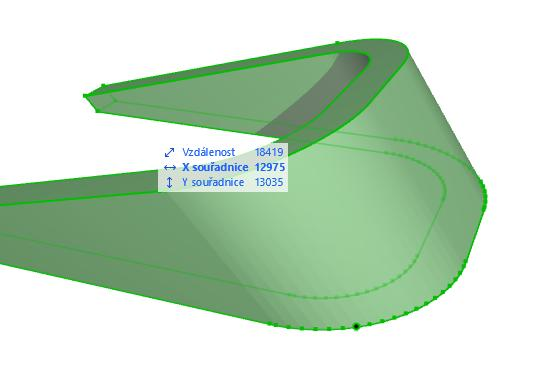 Vzdálenost 18419
X souřadnice 12975
Y souřadnice 13035